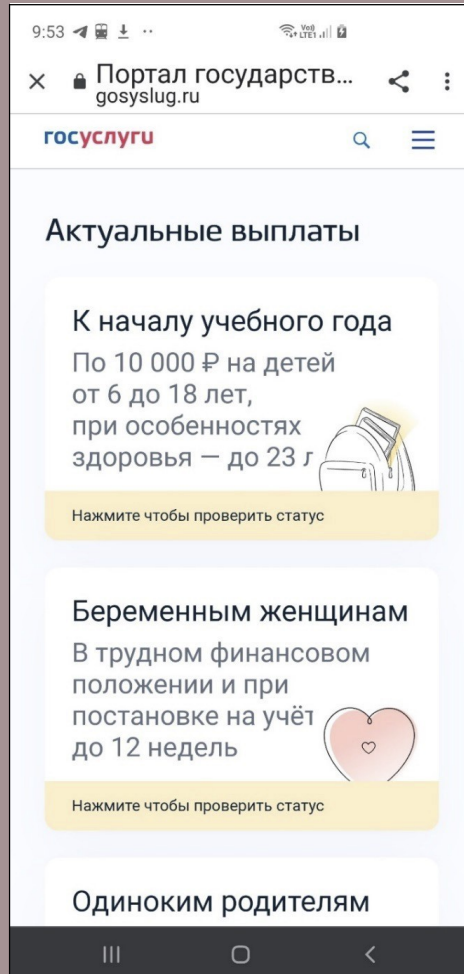 9:53
Vo))
LTE1
Портал государств...
gosyslug.ru
госуслуги
Актуальные выплаты
К началу учебного года
По 10 000 ₽ на детей
от 6 до 18 лет,
при особенностях
здоровья — до 23 л
Нажмите чтобы проверить статус
Беременным женщинам
В трудном финансовом
положении и при
постановке на учёт
до 12 недель
Нажмите чтобы проверить статус
Одиноким родителям